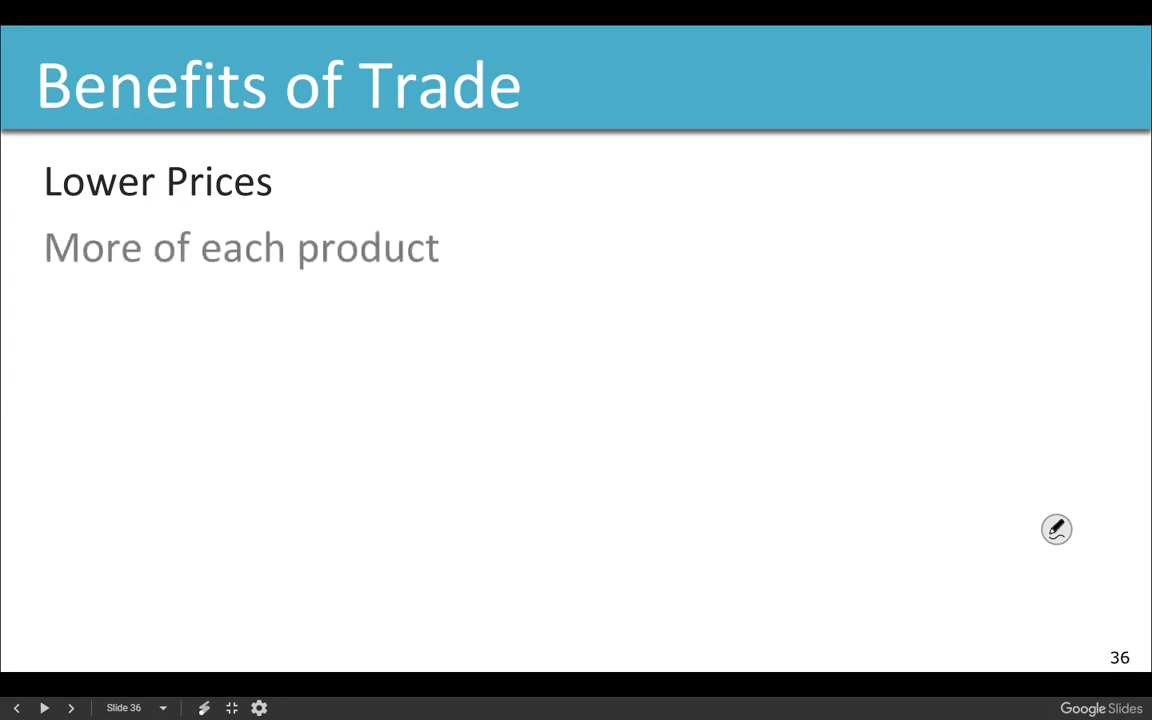 Benefits of Trade
Lower Prices
More of each product
36
Slide 36
Google Slides